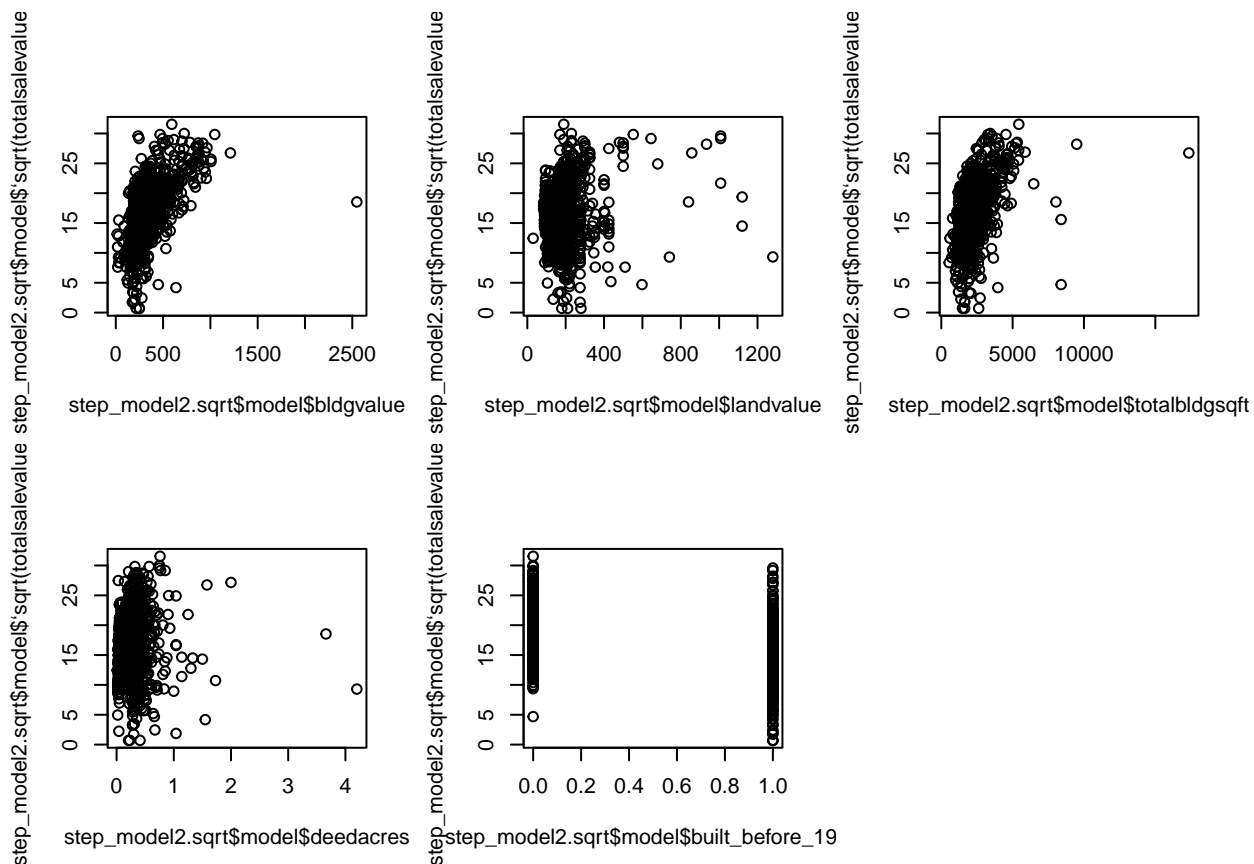 step_model2.sqrt$model$`sqrt(totalsalevalue
0 5 15 25
0 500 1500 2500
step_model2.sqrt$model$bldgvalue
step_model2.sqrt$model$`sqrt(totalsalevalue
0 5 15 25
0 400 800 1200
step_model2.sqrt$model$landvalue
step_model2.sqrt$model$`sqrt(totalsalevalue
0 5 15 25
0 5000 10000
step_model2.sqrt$model$totalbldgsqft
step_model2.sqrt$model$`sqrt(totalsalevalue
0 5 15 25
0 1 2 3 4
step_model2.sqrt$model$deedacres
step_model2.sqrt$model$`sqrt(totalsalevalue
0 5 15 25
0.0 0.2 0.4 0.6 0.8 1.0
step_model2.sqrt$model$built_before_19